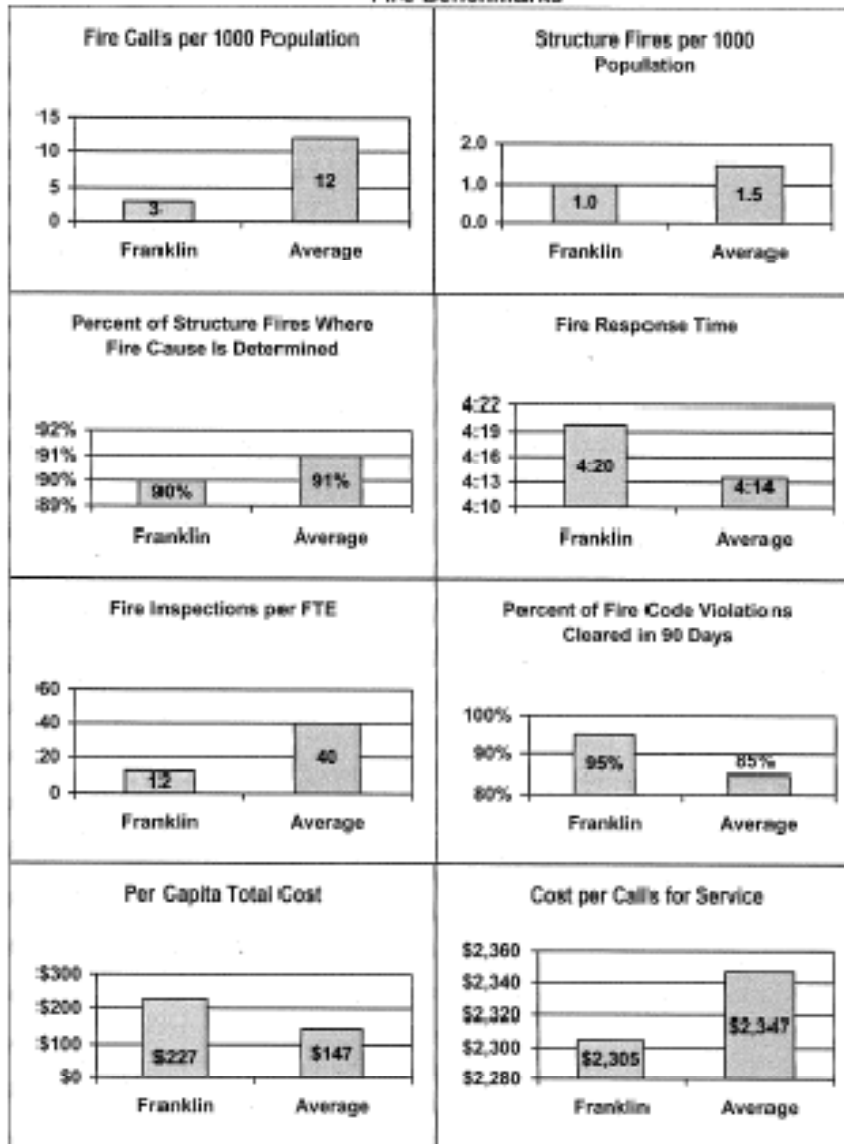 Fire Calls per 1000 Population
15
10
5
0
3
12
Franklin Average
Structure Fires per 1000
Population
2.0
1.0
0.0
1.0
1.5
Franklin Average
Percent of Structure Fires Where
Fire Cause Is Determined
92%
91%
90%
89%
90%
91%
Franklin Average
Fire Response Time
4:22
4:19
4:16
4:13
4:10
4:20
4:14
Franklin Average
Fire Inspections per FTE
60
40
20
0
12
40
Franklin Average
Percent of Fire Code Violations
Cleared in 90 Days
100%
90%
80%
95%
85%
Franklin Average
Per Capita Total Cost
$300
$200
$100
$0
$227
$147
Franklin Average
Cost per Calls for Service
$2,360
$2,340
$2,320
$2,300
$2,280
$2,305
$2,347
Franklin Average